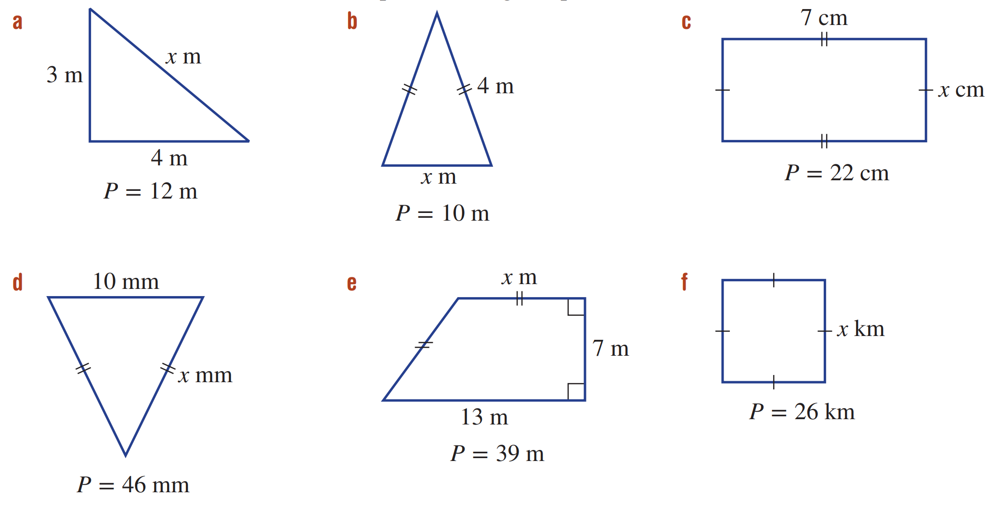 a
3 m
x m
4 m
P = 12 m
b
4 m
x m
P = 10 m
c
7 cm
x cm
P = 22 cm
d
10 mm
x mm
P = 46 mm
e
x m
7 m
13 m
P = 39 m
f
x km
P = 26 km